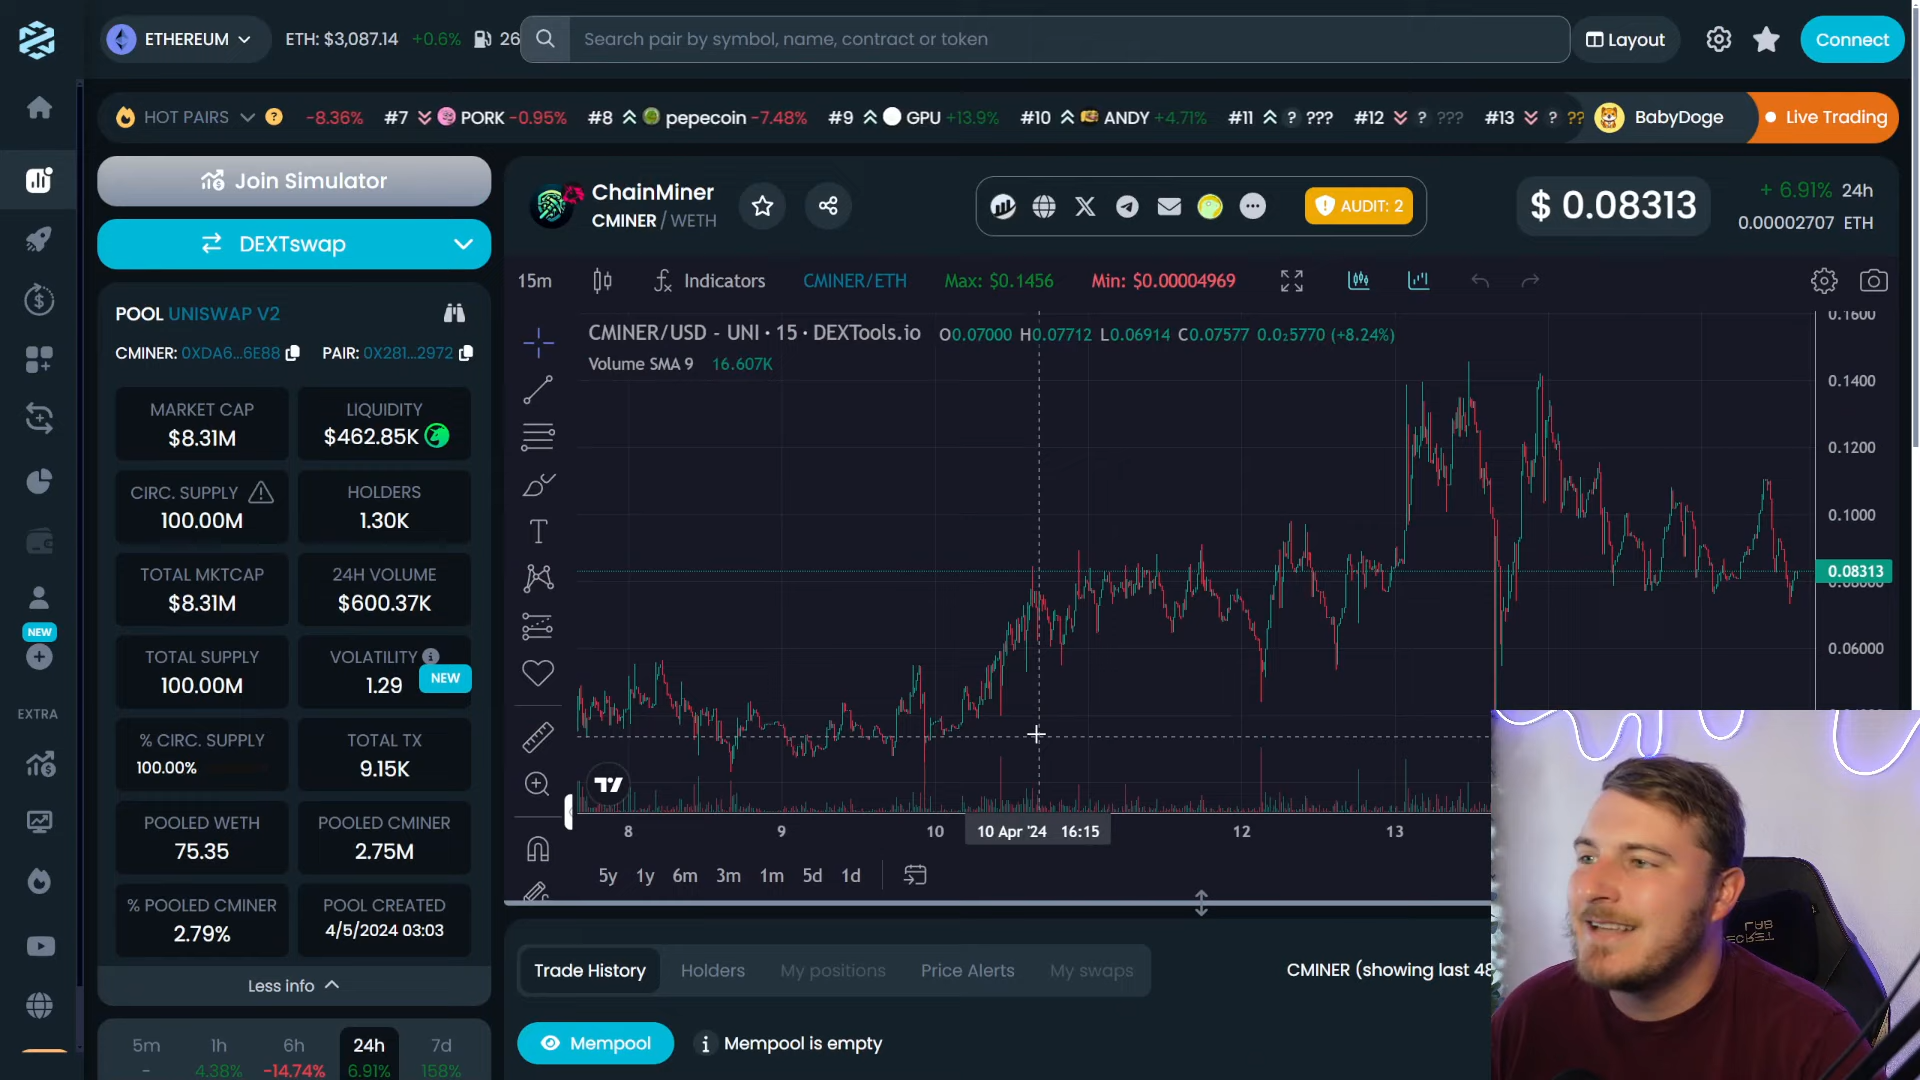 ETHEREUM
ETH: $3,087.14 +0.6% 26
Search pair by symbol, name, contract or token
Layout
Connect
HOT PAIRS ? -8.36% #7 PORK -0.95% #8 pepecoin -7.48% #9 GPU +13.9% #10 ANDY +4.71% #11 ? ??? #12 ? ??? #13 ? ??
BabyDoge
Live Trading
Join Simulator
DEXTswap
ChainMiner
CMINER / WETH
AUDIT: 2
$ 0.08313
+ 6.91% 24h
0.00002707 ETH
POOL UNISWAP V2
CMINER: 0XDA6...6E88 PAIR: 0X281...2972
MARKET CAP
$8.31M
LIQUIDITY
$462.85K
CIRC. SUPPLY
100.00M
HOLDERS
1.30K
TOTAL MKTCAP
$8.31M
24H VOLUME
$600.37K
TOTAL SUPPLY
100.00M
VOLATILITY
1.29
NEW
% CIRC. SUPPLY
100.00%
TOTAL TX
9.15K
POOLED WETH
75.35
POOLED CMINER
2.75M
% POOLED CMINER
2.79%
POOL CREATED
4/5/2024 03:03
Less info
5m 1h 6h 24h 7d
- 4.38% -14.74% 6.91% 158%
NEW
EXTRA
15m Indicators CMINER/ETH Max: $0.1456 Min: $0.00004969
CMINER/USD - UNI · 15 · DEXTools.io O0.07000 H0.07712 L0.06914 C0.07577 0.0₂5770 (+8.24%)
Volume SMA 9 16.607K
0.1600
0.1400
0.1200
0.1000
0.08313
0.06000
8 9 10 10 Apr '24 16:15 12 13
5y 1y 6m 3m 1m 5d 1d
Trade History Holders My positions Price Alerts My swaps
CMINER (showing last 48
Mempool
Mempool is empty